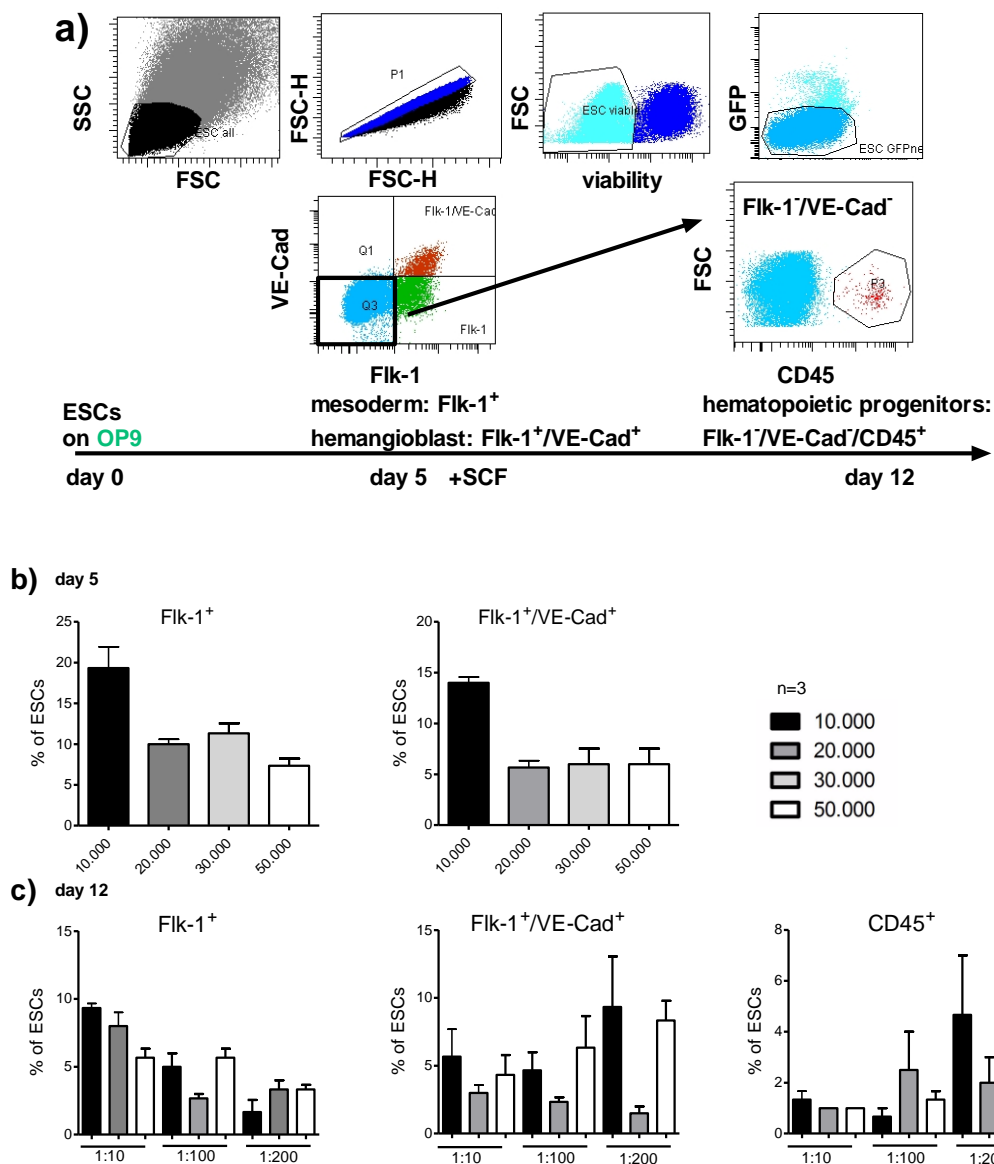 a)
SSC
ESC all
FSC
FSC-H
P1
FSC-H
FSC
ESC viable
viability
GFP
ESC GFPne
VE-Cad
Q1
Flk-1/VE-Cad
Q3
Flk-1
Flk-1
Flk-1⁻/VE-Cad⁻
FSC
P3
CD45
ESCs
on OP9
mesoderm: Flk-1⁺
hemangioblast: Flk-1⁺/VE-Cad⁺
hematopoietic progenitors:
Flk-1⁻/VE-Cad⁻/CD45⁺
day 0
day 5 +SCF
day 12
b) day 5
Flk-1⁺
% of ESCs
25
20
15
10
5
0
10.000
20.000
30.000
50.000
Flk-1⁺/VE-Cad⁺
% of ESCs
20
15
10
5
0
10.000
20.000
30.000
50.000
n=3
10.000
20.000
30.000
50.000
c) day 12
Flk-1⁺
% of ESCs
15
10
5
0
1:10
1:100
1:200
Flk-1⁺/VE-Cad⁺
% of ESCs
15
10
5
0
1:10
1:100
1:200
CD45⁺
% of ESCs
8
6
4
2
0
1:10
1:100
1:200